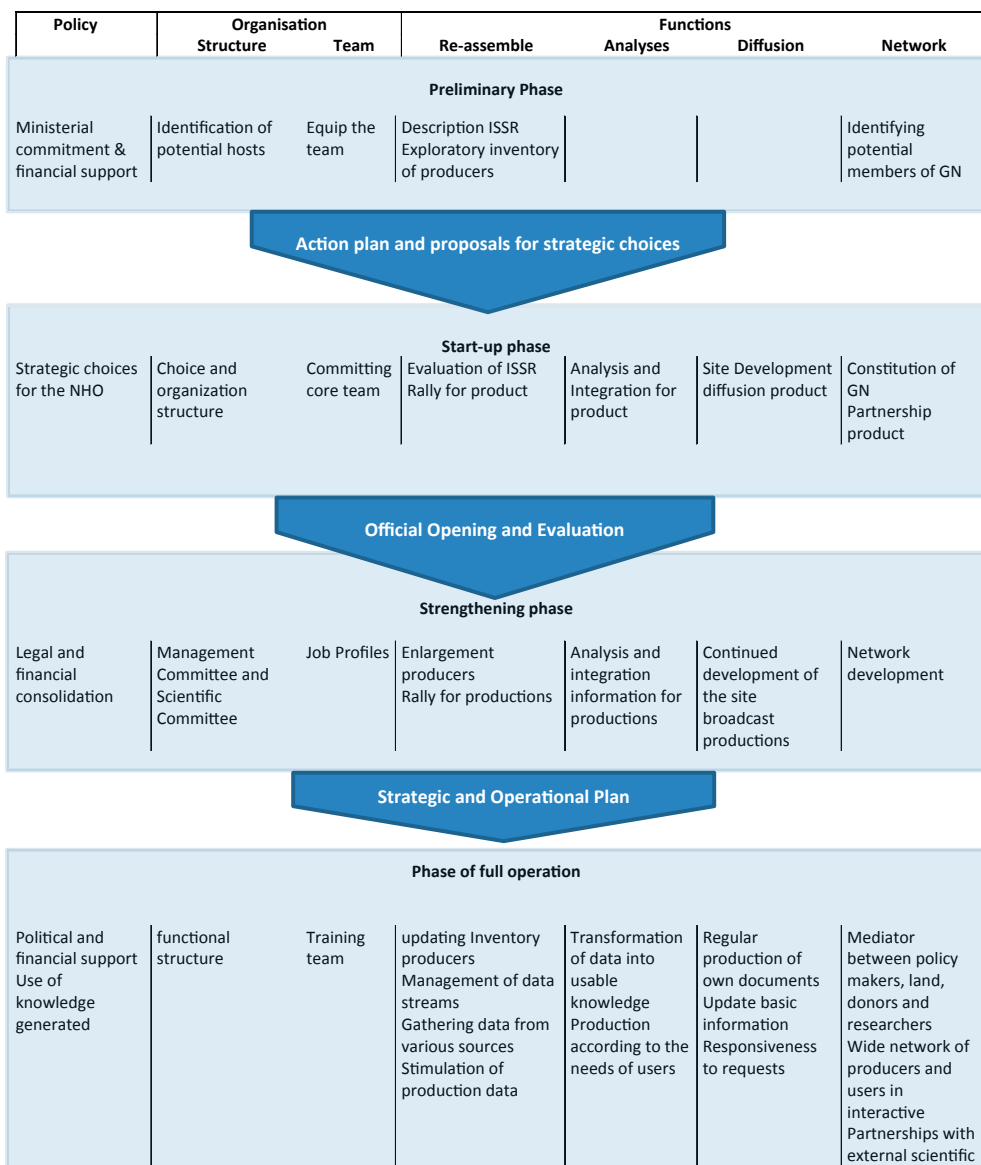 Policy
Organisation
Functions
Structure
Team
Re-assemble
Analyses
Diffusion
Network
Preliminary Phase
Ministerial
commitment &
financial support
Identification of
potential hosts
Equip the
team
Description ISSR
Exploratory inventory
of producers
Identifying
potential
members of GN
Action plan and proposals for strategic choices
Start-up phase
Strategic choices
for the NHO
Choice and
organization
structure
Committing
core team
Evaluation of ISSR
Rally for product
Analysis and
Integration for
product
Site Development
diffusion product
Constitution of
GN
Partnership
product
Official Opening and Evaluation
Strengthening phase
Legal and
financial
consolidation
Management
Committee and
Scientific
Committee
Job Profiles
Enlargement
producers
Rally for productions
Analysis and
integration
information for
productions
Continued
development of
the site
broadcast
productions
Network
development
Strategic and Operational Plan
Phase of full operation
Political and
financial support
Use of
knowledge
generated
functional
structure
Training
team
updating Inventory
producers
Management of data
streams
Gathering data from
various sources
Stimulation of
production data
Transformation
of data into
usable
knowledge
Production
according to the
needs of users
Regular
production of
own documents
Update basic
information
Responsiveness
to requests
Mediator
between policy
makers, land,
donors and
researchers
Wide network of
producers and
users in
interactive
Partnerships with
external scientific